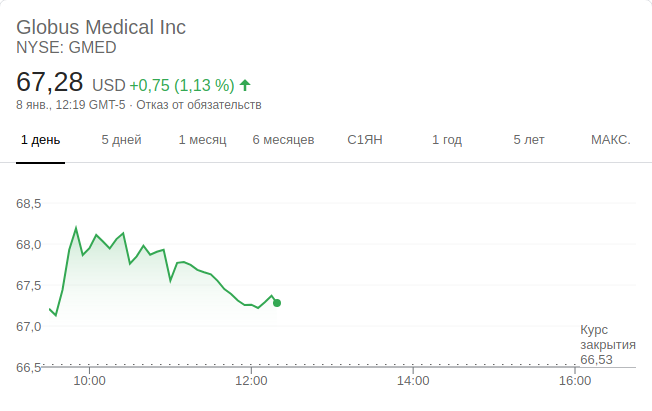 Globus Medical Inc
NYSE: GMED
67,28 USD +0,75 (1,13 %)
8 янв., 12:19 GMT-5 · Отказ от обязательств
1 день 5 дней 1 месяц 6 месяцев С1ЯН 1 год 5 лет МАКС.
68,5
68,0
67,5
67,0
Курс
закрытия
66,53
66,5
10:00 12:00 14:00 16:00